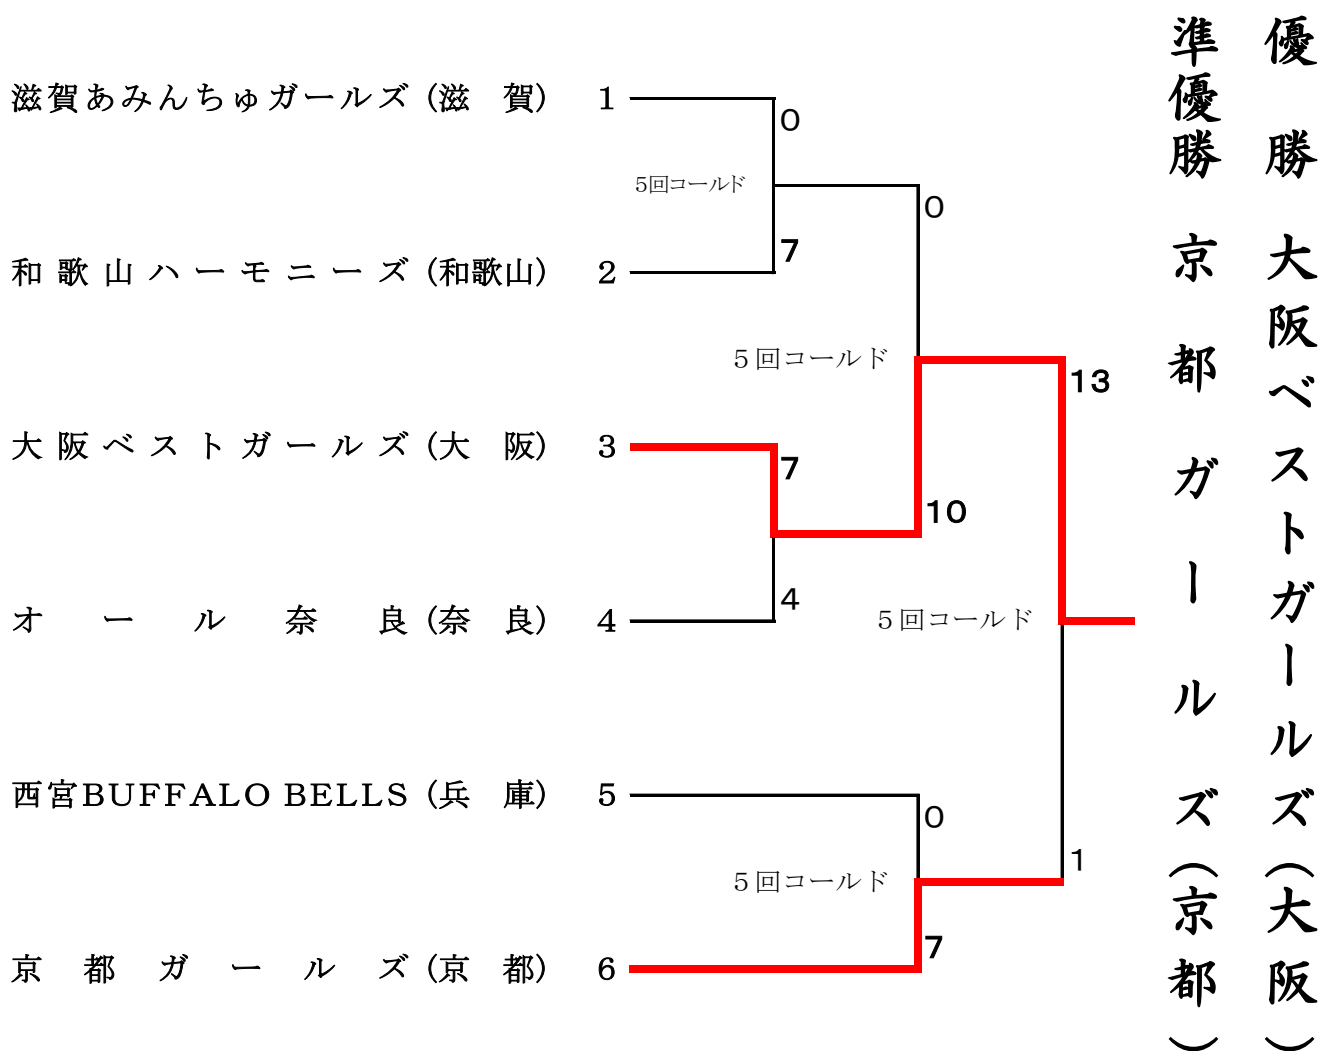 滋賀あみんちゅガールズ (滋　賀) 1
0
5回コールド
0
7
和歌山ハーモニーズ (和歌山) 2
5回コールド
13
大阪ベストガールズ (大　阪) 3
7
10
4
オール奈良 (奈　良) 4
5回コールド
西宮BUFFALO BELLS (兵　庫) 5
0
1
5回コールド
7
京都ガールズ (京　都) 6
優　勝　大阪ベストガールズ（大阪）
準優勝　京都ガールズ（京都）